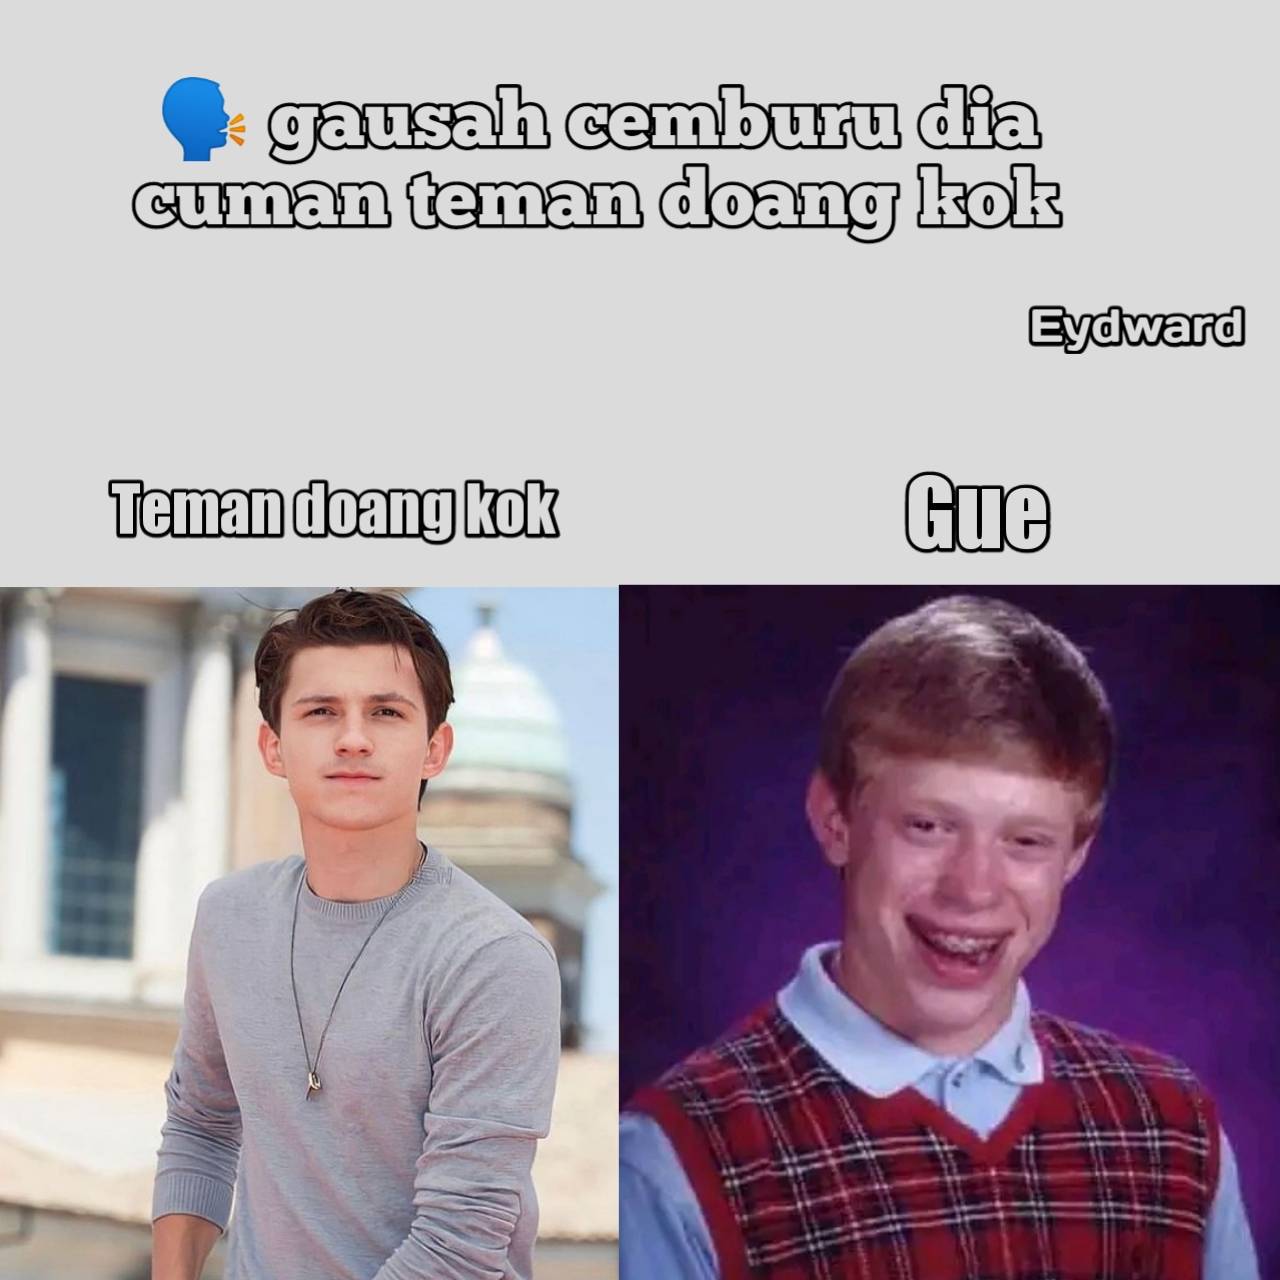 🗣️ gausah cemburu dia
cuman teman doang kok
Eydward
Teman doang kok
Gue